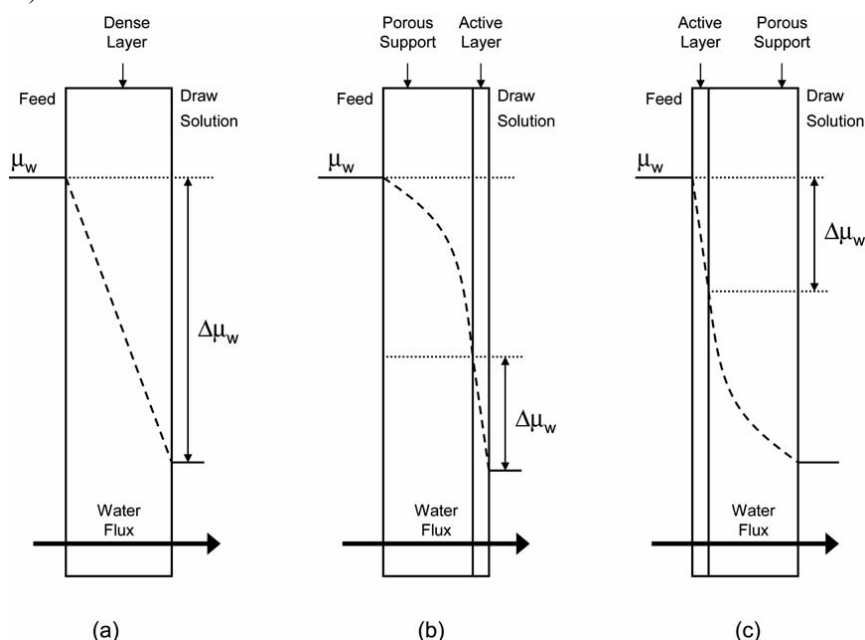 Dense
Layer
Feed
Draw
Solution
μw
Δμw
Water
Flux
(a)
Porous
Support
Active
Layer
Draw
Solution
Feed
μw
Δμw
Water
Flux
(b)
Active
Layer
Porous
Support
Feed
Draw
Solution
μw
Δμw
Water
Flux
(c)